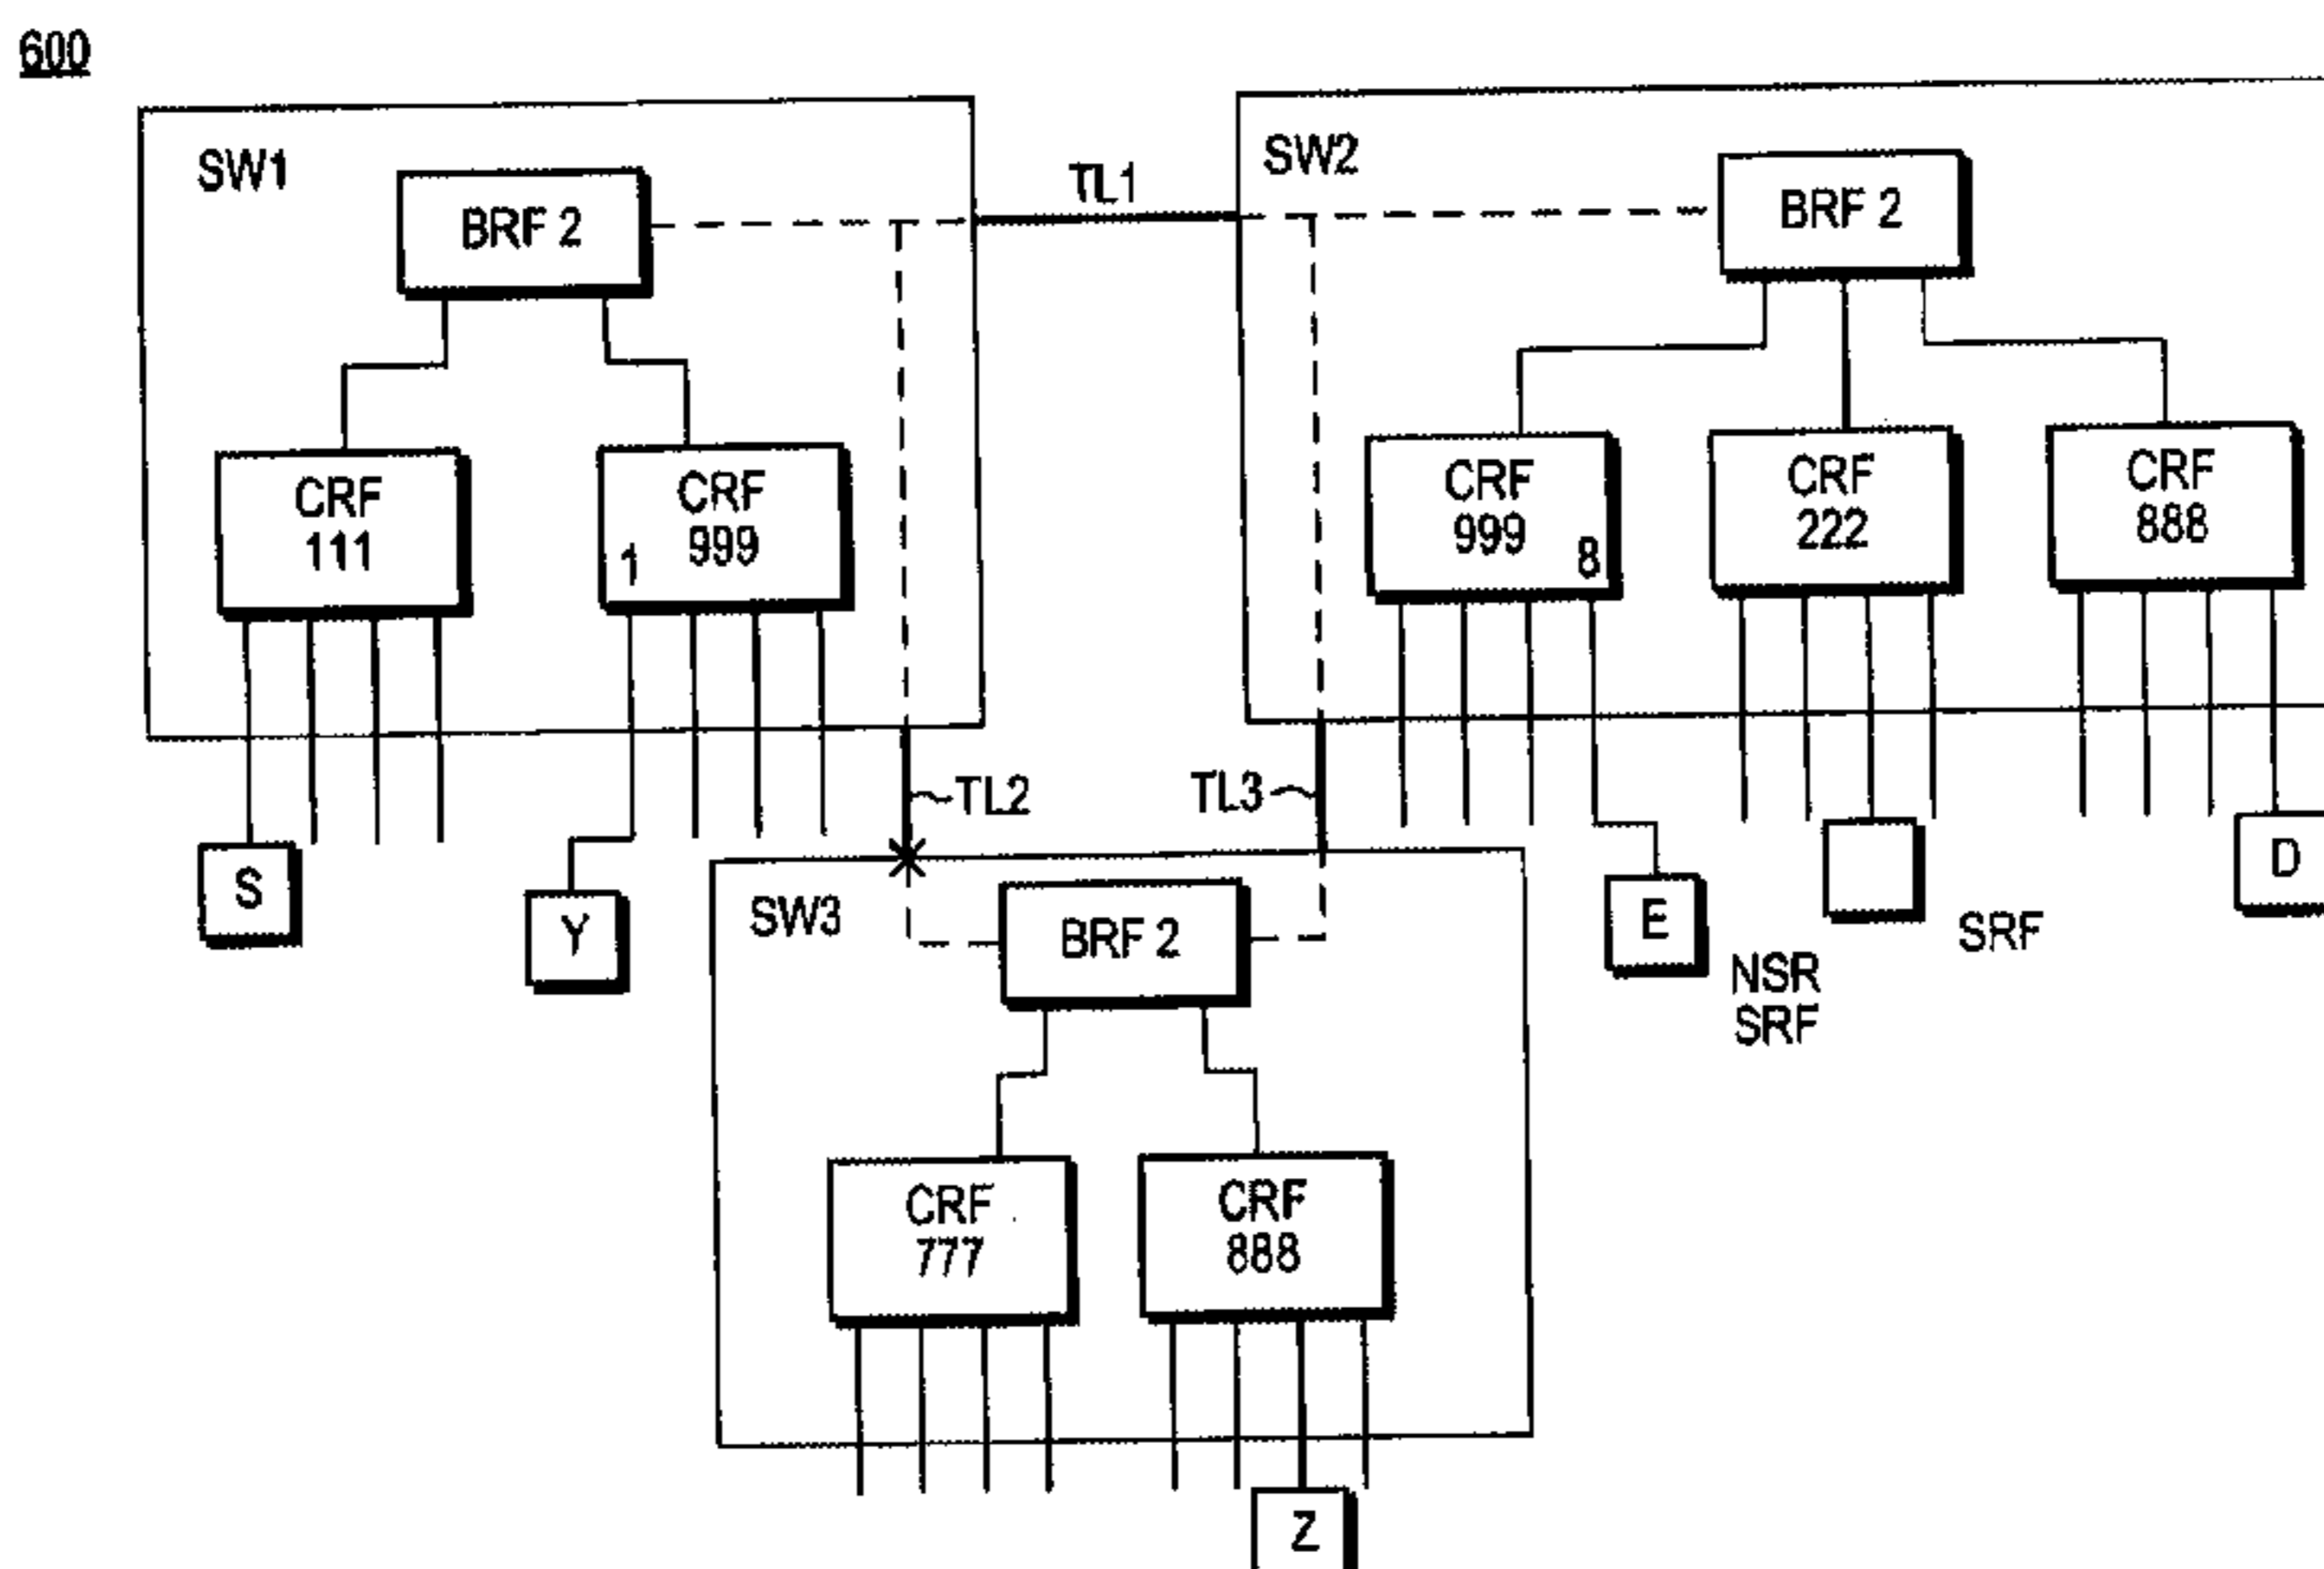 600
SW1
BRF 2
CRF
111
CRF
999
1
TL1
SW2
BRF 2
CRF
999
8
CRF
222
CRF
888
TL2
TL3
S
Y
E
NSR
SRF
SRF
D
SW3
BRF 2
CRF
777
CRF
888
Z